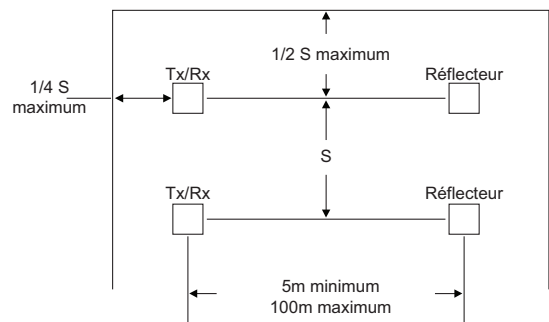 1/2 S maximum
Tx/Rx
Réflecteur
1/4 S
maximum
S
Tx/Rx
Réflecteur
5m minimum
100m maximum